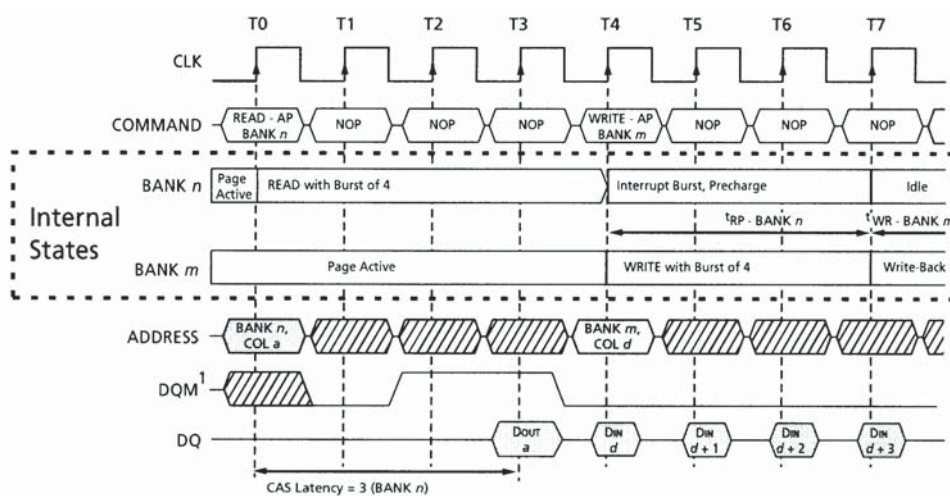 T0 T1 T2 T3 T4 T5 T6 T7
CLK
COMMAND
READ - AP
BANK n
NOP
NOP
NOP
WRITE - AP
BANK m
NOP
NOP
NOP
Internal
States
BANK n
Page
Active
READ with Burst of 4
Interrupt Burst, Precharge
Idle
tRP - BANK n
tWR - BANK m
BANK m
Page Active
WRITE with Burst of 4
Write-Back
ADDRESS
BANK n,
COL a
BANK m,
COL d
DQM1
DQ
DOUT
a
DIN
d
DIN
d + 1
DIN
d + 2
DIN
d + 3
CAS Latency = 3 (BANK n)